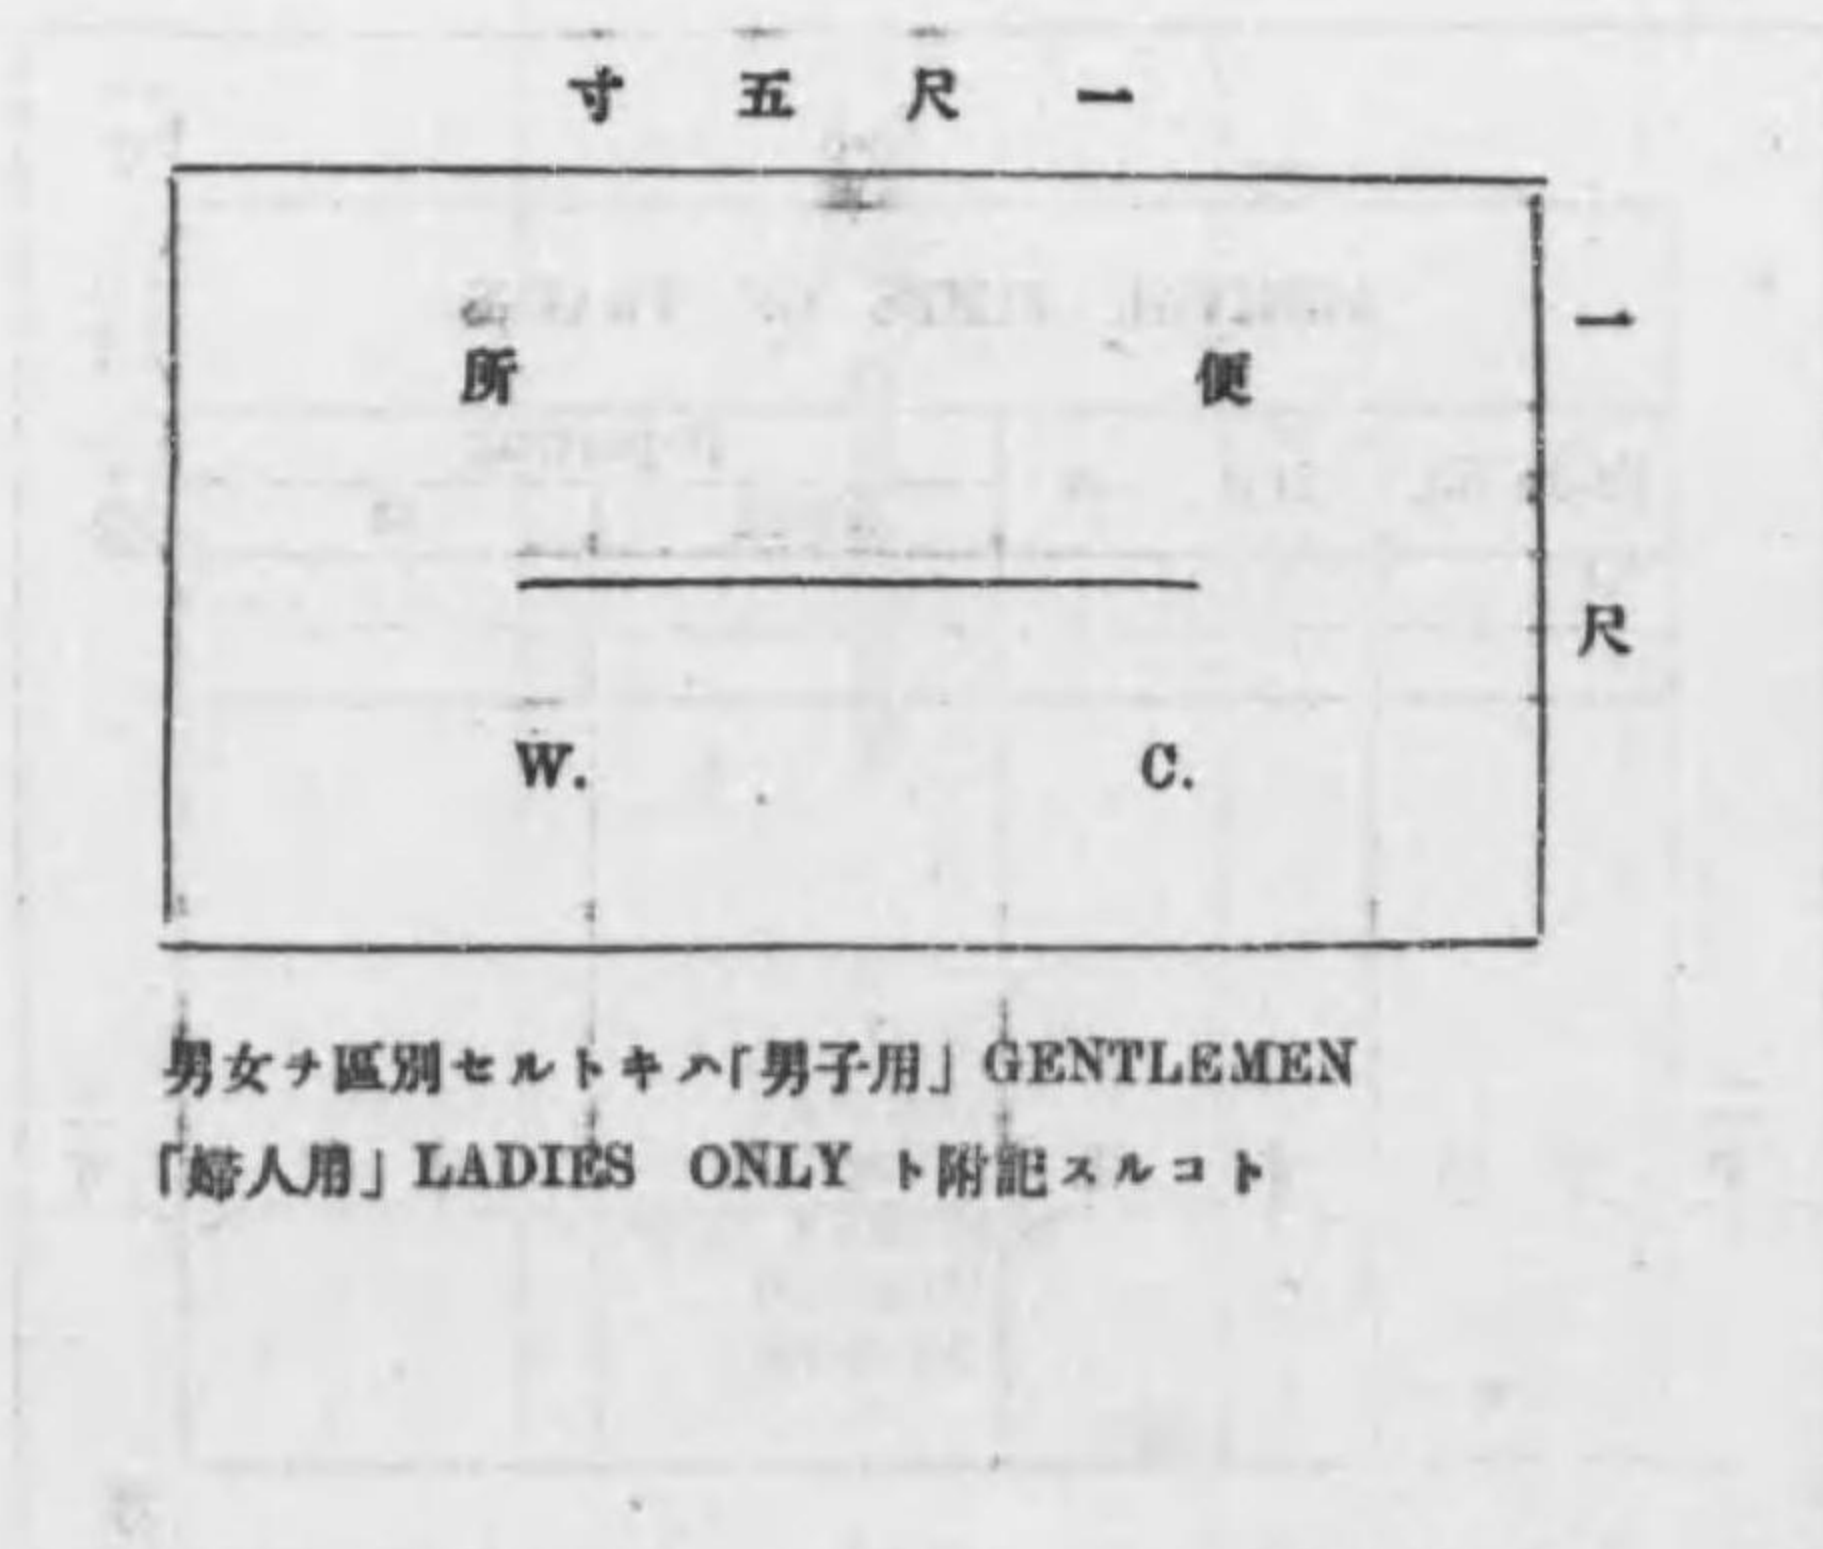 一尺五寸
一尺
便所
W. C.
男女ヲ區別セルトキハ「男子用」GENTLEMEN
「婦人用」LADIES ONLY ト附記スルコト